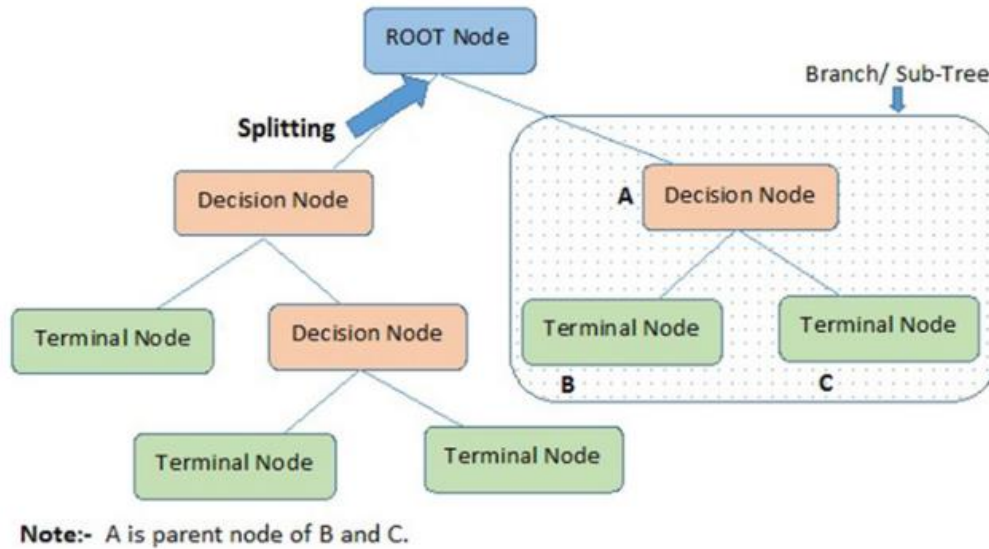 ROOT Node
Branch/ Sub-Tree
Splitting
Decision Node
A
Decision Node
Terminal Node
Decision Node
Terminal Node
Terminal Node
B
C
Terminal Node
Terminal Node
Note:- A is parent node of B and C.